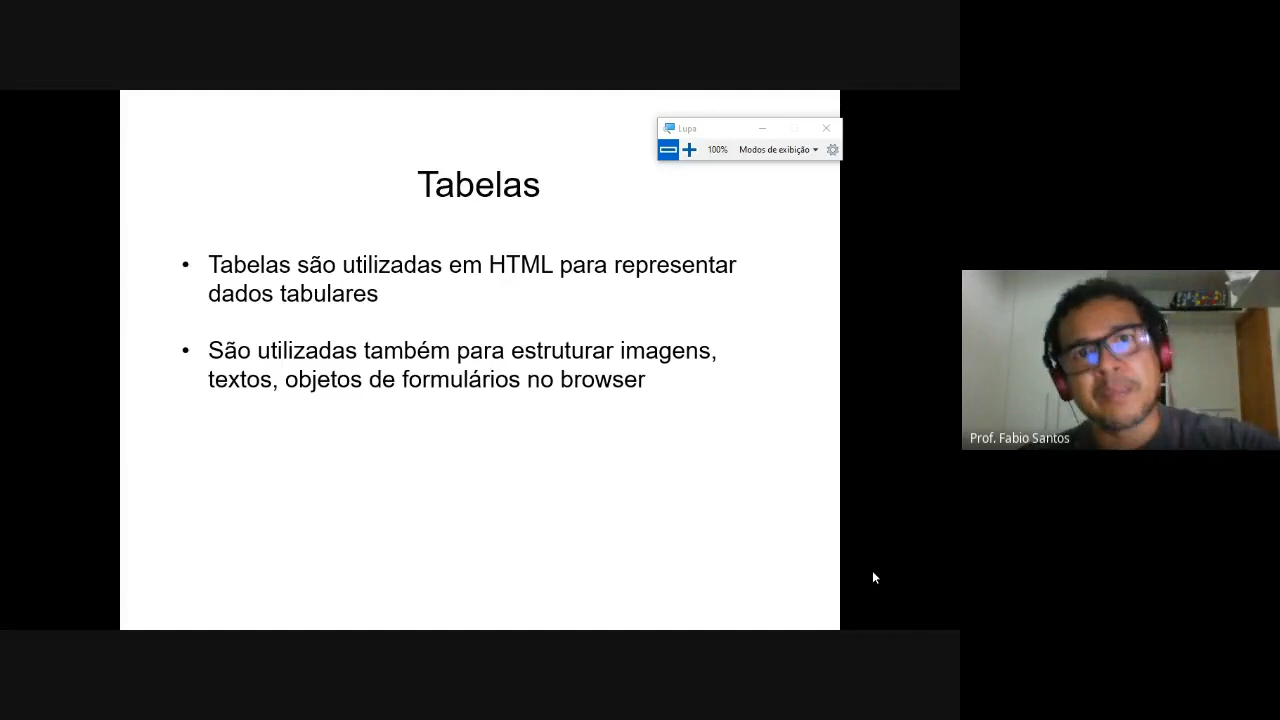 Lupa
100% Modos de exibição
Tabelas
• Tabelas são utilizadas em HTML para representar
dados tabulares
• São utilizadas também para estruturar imagens,
textos, objetos de formulários no browser
Prof. Fabio Santos